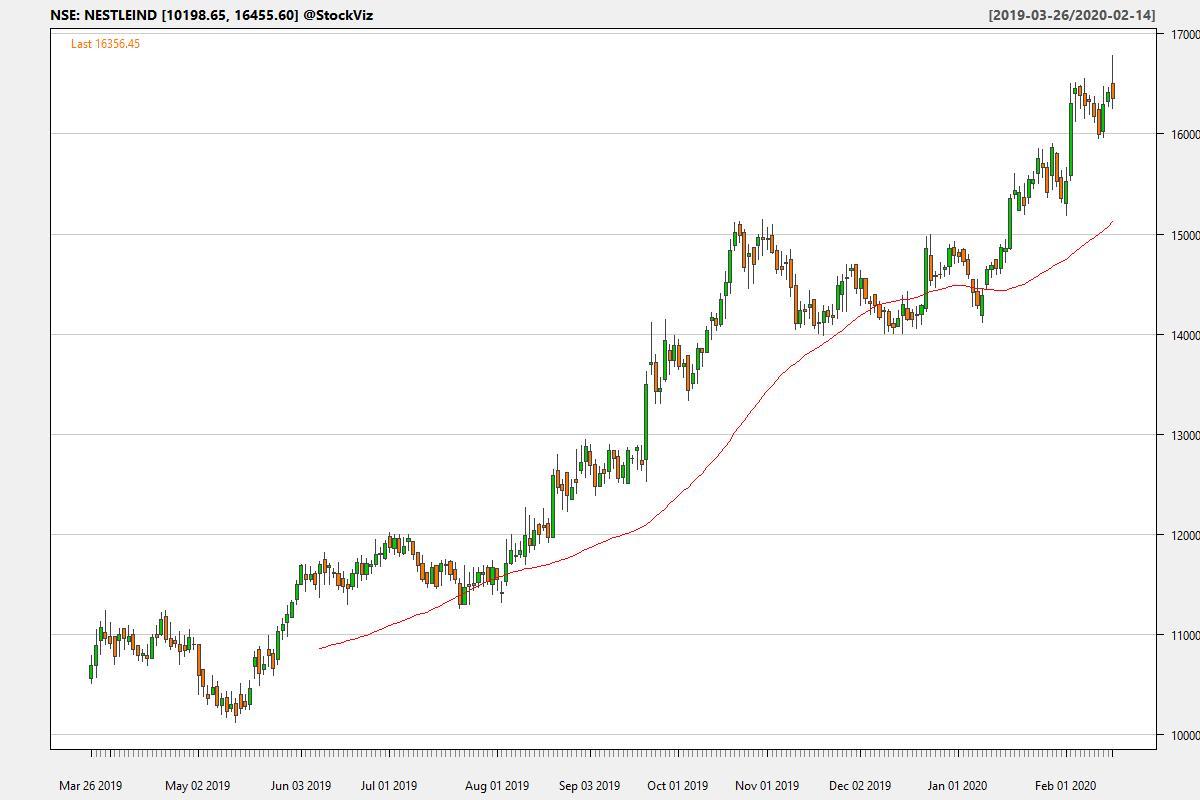 NSE: NESTLEIND [10198.65, 16455.60] @StockViz [2019-03-26/2020-02-14]
Last 16356.45
17000
16000
15000
14000
13000
12000
11000
10000
Mar 26 2019 May 02 2019 Jun 03 2019 Jul 01 2019 Aug 01 2019 Sep 03 2019 Oct 01 2019 Nov 01 2019 Dec 02 2019 Jan 01 2020 Feb 01 2020